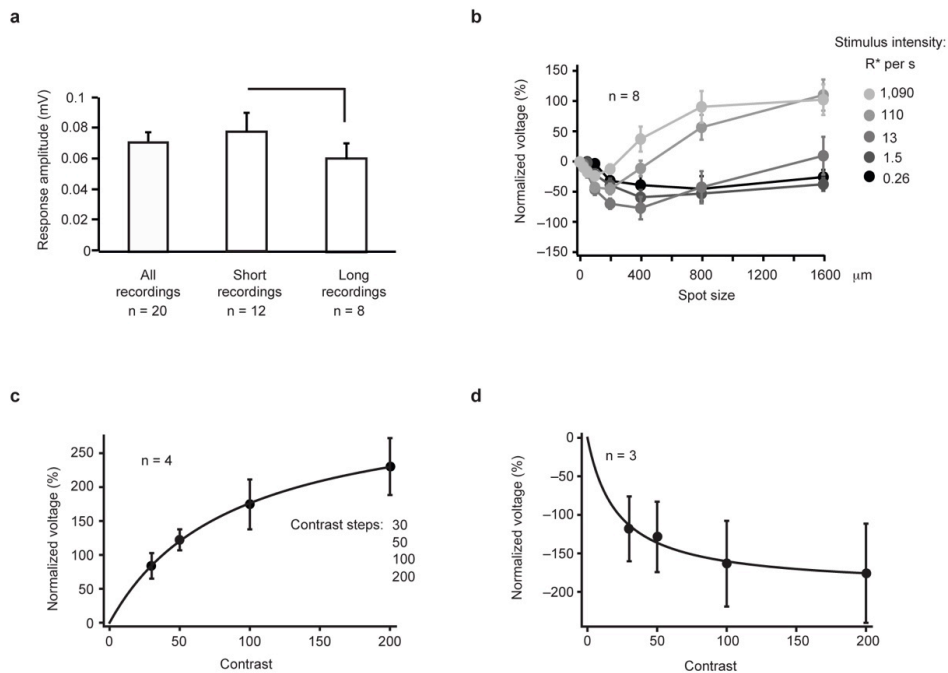 a
Response amplitude (mV)
0.1
0.08
0.06
0.04
0.02
0
All
recordings
n = 20
Short
recordings
n = 12
Long
recordings
n = 8
b
Stimulus intensity:
R* per s
1,090
110
13
1.5
0.26
n = 8
Normalized voltage (%)
150
100
50
0
–50
–100
–150
0 400 800 1200 1600 μm
Spot size
c
n = 4
Normalized voltage (%)
250
200
150
100
50
0
Contrast steps: 30
50
100
200
0 50 100 150 200
Contrast
d
n = 3
Normalized voltage (%)
0
–50
–100
–150
–200
0 50 100 150 200
Contrast